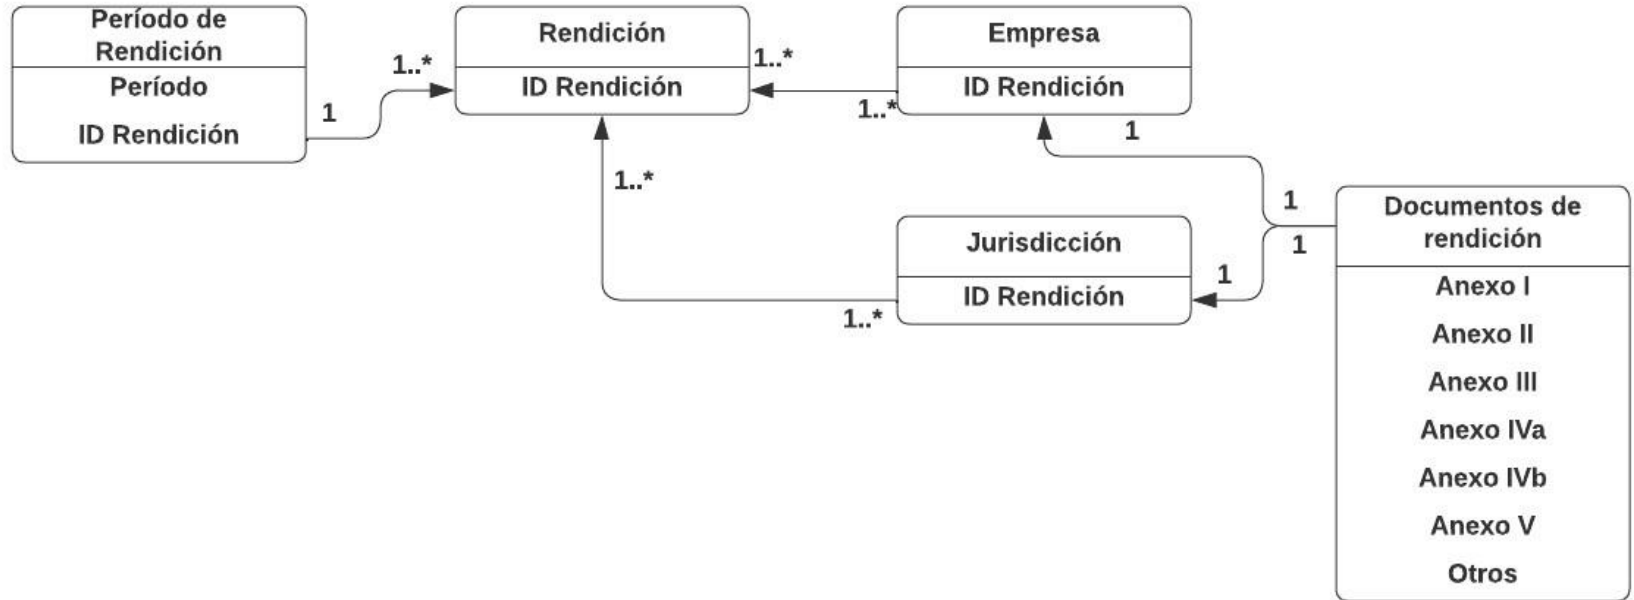 Período de
Rendición
Período
ID Rendición
1
1..*
Rendición
ID Rendición
1..*
1..*
Empresa
ID Rendición
1
1..*
1..*
Jurisdicción
ID Rendición
1
1
1
Documentos de
rendición
Anexo I
Anexo II
Anexo III
Anexo IVa
Anexo IVb
Anexo V
Otros